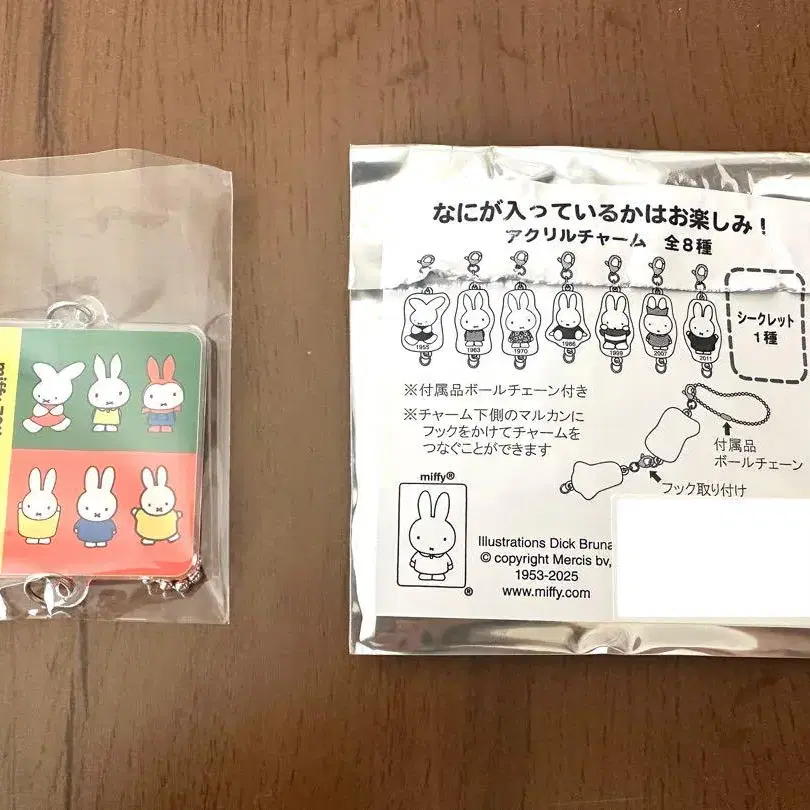 miffy
なにが入っているかはお楽しみ！
アクリルチャーム 全8種
1955
1963
1970
1986
1999
2007
2011
シークレット
1種
※付属品ボールチェーン付き
※チャーム下側のマルカンに
フックをかけてチャームを
つなぐことができます
付属品
ボールチェーン
フック取り付け
miffy®
®
Illustrations Dick Bruna
© copyright Mercis bv,
1953-2025
www.miffy.com